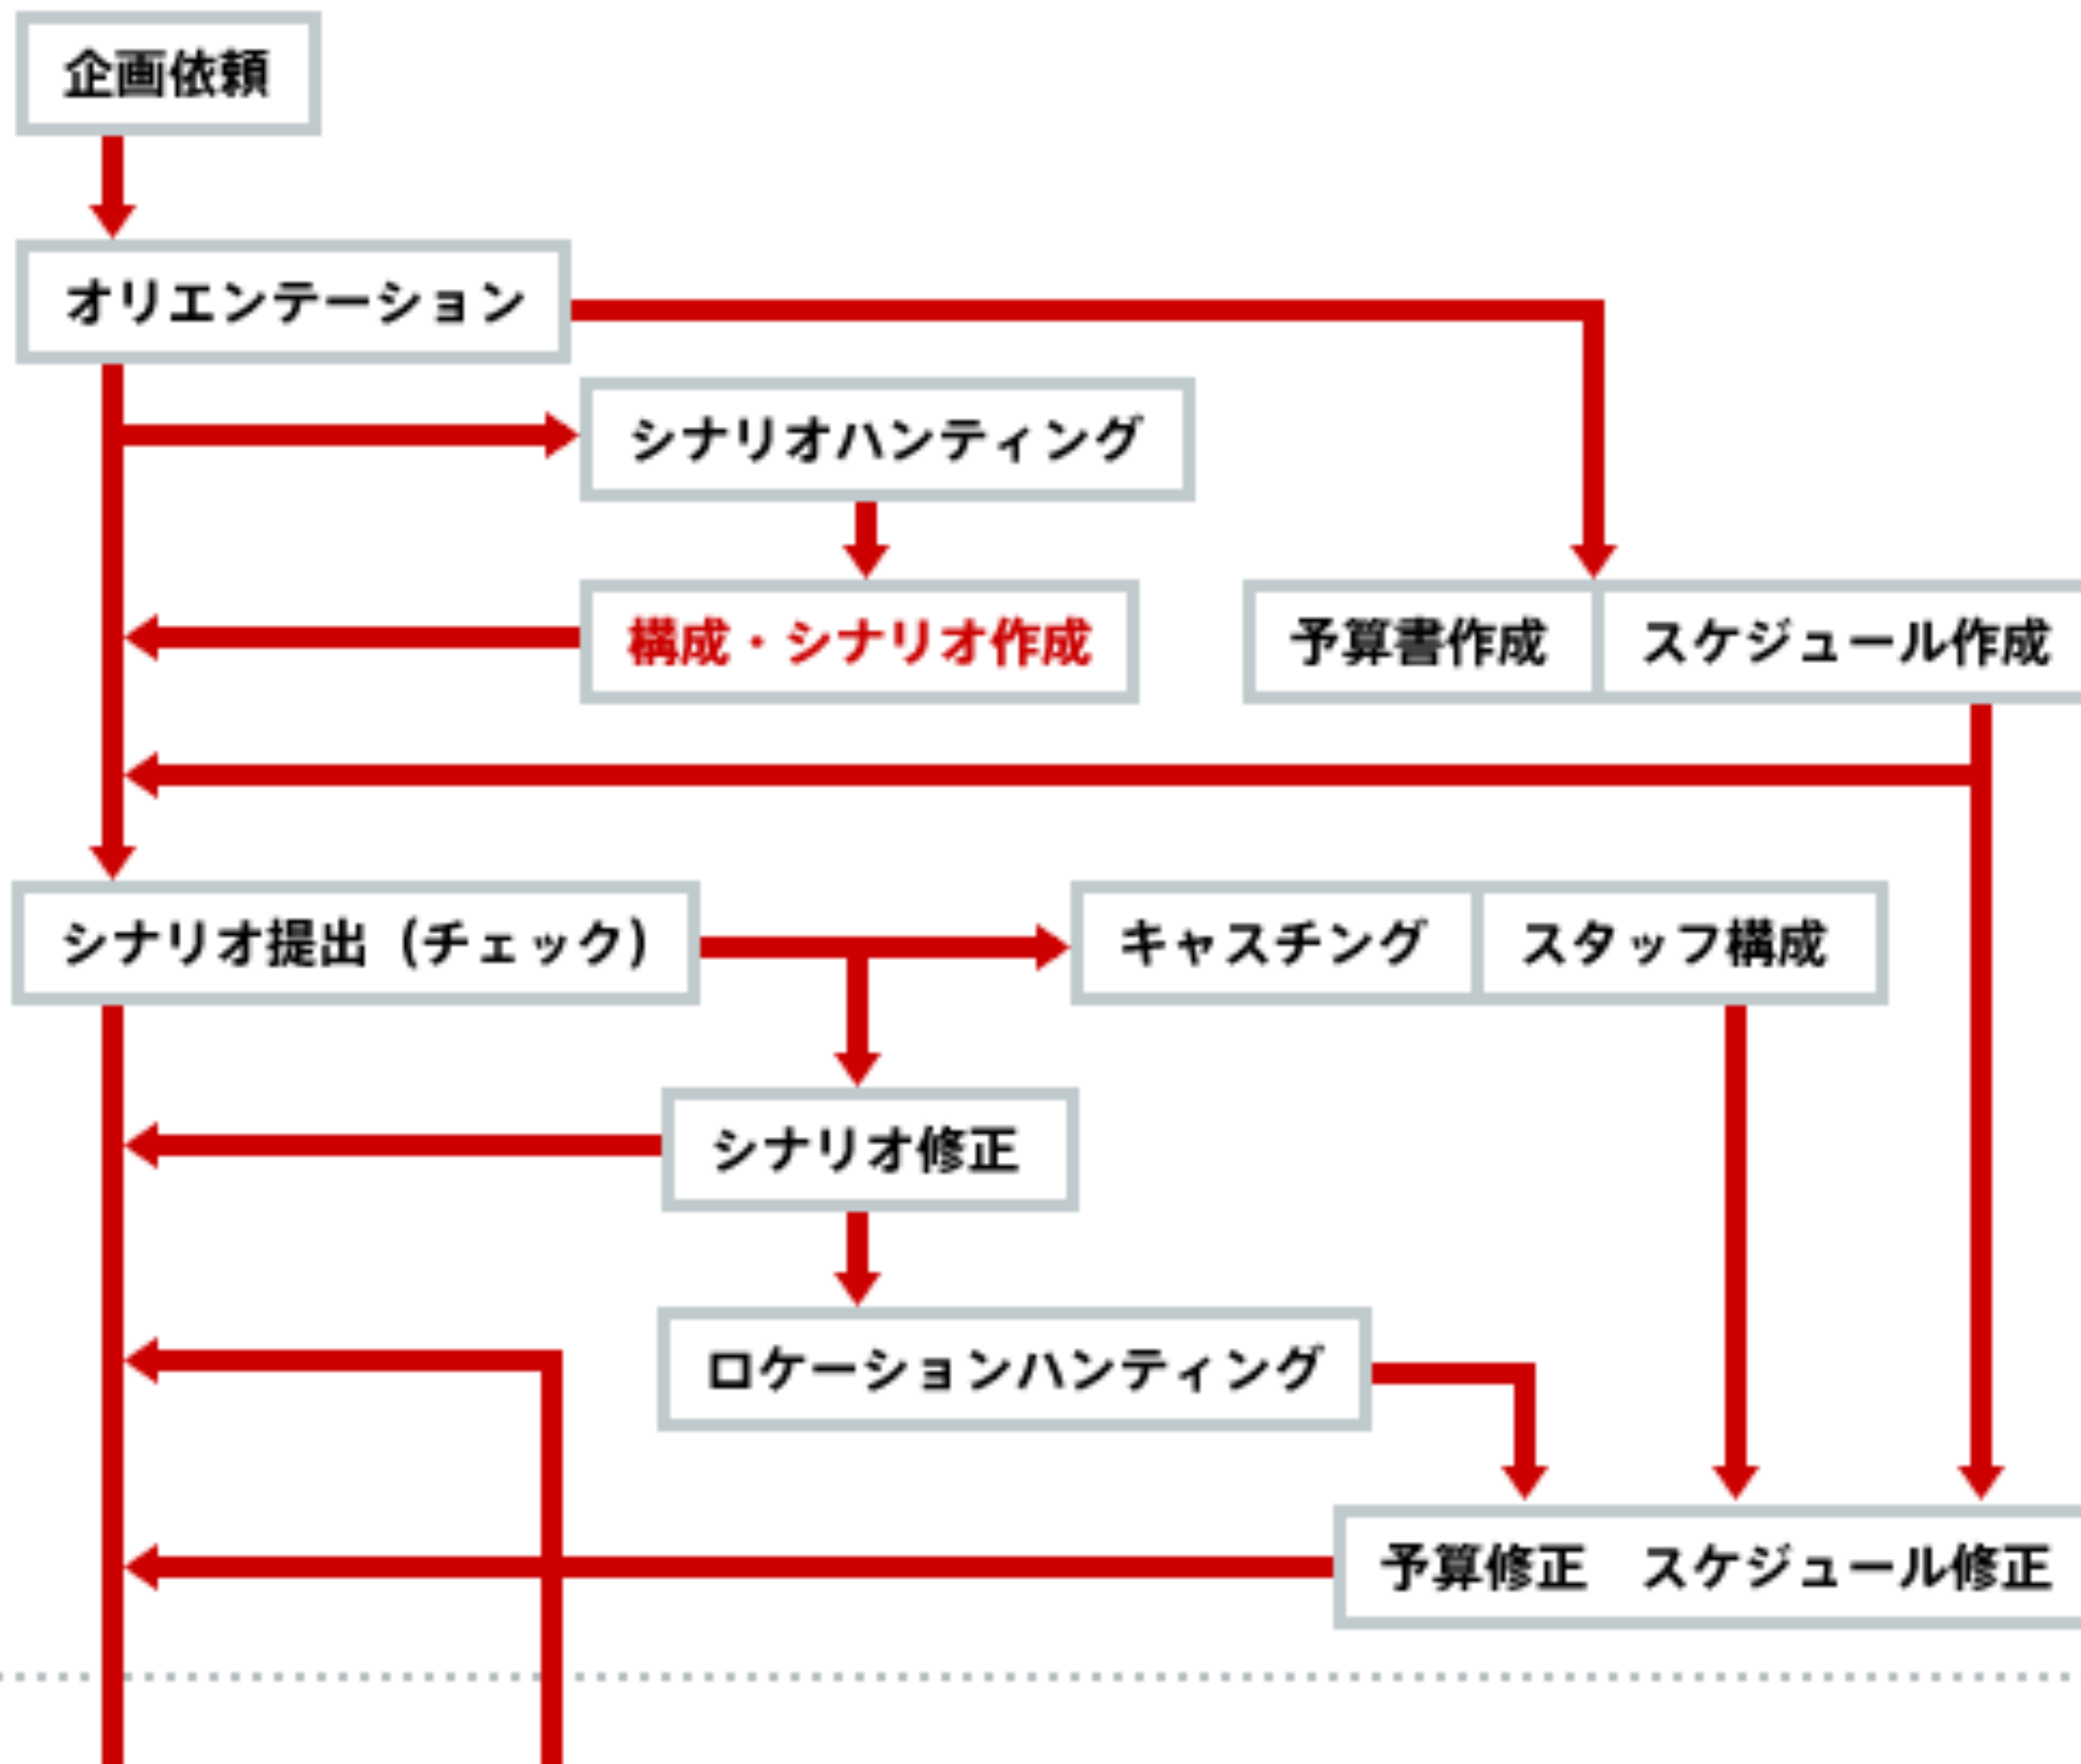 企画依頼
オリエンテーション
シナリオハンティング
構成・シナリオ作成
予算書作成
スケジュール作成
シナリオ提出（チェック）
キャスチング
スタッフ構成
シナリオ修正
ロケーションハンティング
予算修正　スケジュール修正